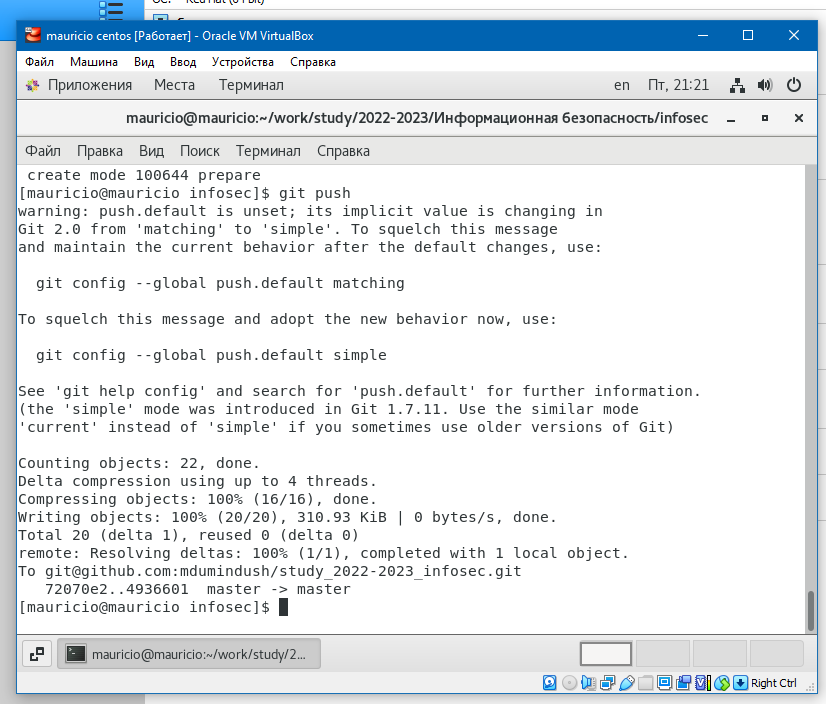 mauricio centos [Работает] - Oracle VM VirtualBox
Файл Машина Вид Ввод Устройства Справка
Приложения Места Терминал en Пт, 21:21
mauricio@mauricio:~/work/study/2022-2023/Информационная безопасность/infosec
Файл Правка Вид Поиск Терминал Справка
create mode 100644 prepare
[mauricio@mauricio infosec]$ git push
warning: push.default is unset; its implicit value is changing in
Git 2.0 from 'matching' to 'simple'. To squelch this message
and maintain the current behavior after the default changes, use:
git config --global push.default matching
To squelch this message and adopt the new behavior now, use:
git config --global push.default simple
See 'git help config' and search for 'push.default' for further information.
(the 'simple' mode was introduced in Git 1.7.11. Use the similar mode
'current' instead of 'simple' if you sometimes use older versions of Git)
Counting objects: 22, done.
Delta compression using up to 4 threads.
Compressing objects: 100% (16/16), done.
Writing objects: 100% (20/20), 310.93 KiB | 0 bytes/s, done.
Total 20 (delta 1), reused 0 (delta 0)
remote: Resolving deltas: 100% (1/1), completed with 1 local object.
To git@github.com:mdumindush/study_2022-2023_infosec.git
72070e2..4936601 master -> master
[mauricio@mauricio infosec]$
mauricio@mauricio:~/work/study/2...
Right Ctrl